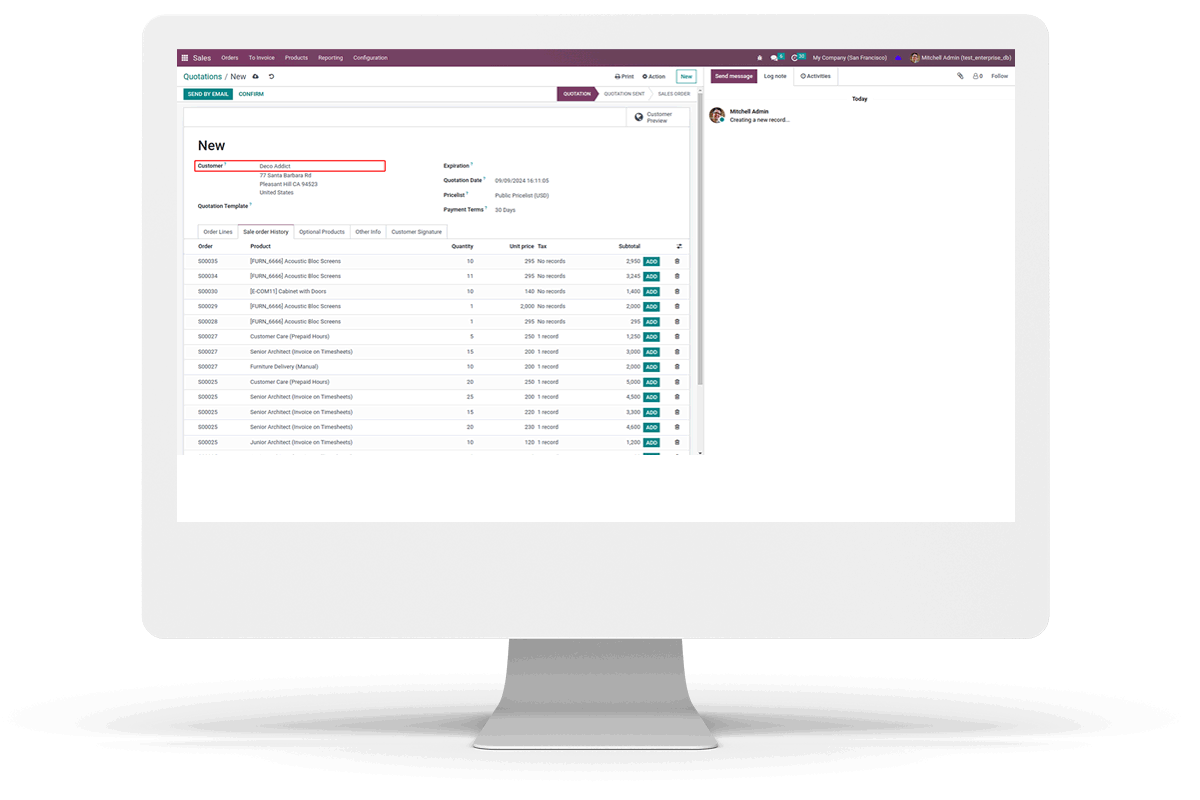 Sales Orders To Invoice Products Reporting Configuration My Company (San Francisco) Mitchell Admin (test_enterprise_db)
Quotations / New Print Action New Send message Log note Activities 0 Follow
SEND BY EMAIL CONFIRM QUOTATION QUOTATION SENT SALES ORDER
Today
Customer
Preview
Mitchell Admin
Creating a new record...
New
Customer ? Deco Addict
77 Santa Barbara Rd
Pleasant Hill CA 94523
United States
Quotation Template ?
Expiration ?
Quotation Date ? 09/09/2024 16:11:05
Pricelist ? Public Pricelist (USD)
Payment Terms ? 30 Days
Order Lines Sale order History Optional Products Other Info Customer Signature
Order Product Quantity Unit price Tax Subtotal
S00035 [FURN_6666] Acoustic Bloc Screens 10 295 No records 2,950 ADD
S00034 [FURN_6666] Acoustic Bloc Screens 11 295 No records 3,245 ADD
S00030 [E-COM11] Cabinet with Doors 10 140 No records 1,400 ADD
S00029 [FURN_6666] Acoustic Bloc Screens 1 2,000 No records 2,000 ADD
S00028 [FURN_6666] Acoustic Bloc Screens 1 295 No records 295 ADD
S00027 Customer Care (Prepaid Hours) 5 250 1 record 1,250 ADD
S00027 Senior Architect (Invoice on Timesheets) 15 200 1 record 3,000 ADD
S00027 Furniture Delivery (Manual) 10 200 1 record 2,000 ADD
S00025 Customer Care (Prepaid Hours) 20 250 1 record 5,000 ADD
S00025 Senior Architect (Invoice on Timesheets) 25 200 1 record 4,500 ADD
S00025 Senior Architect (Invoice on Timesheets) 15 220 1 record 3,300 ADD
S00025 Senior Architect (Invoice on Timesheets) 20 230 1 record 4,600 ADD
S00025 Junior Architect (Invoice on Timesheets) 10 120 1 record 1,200 ADD